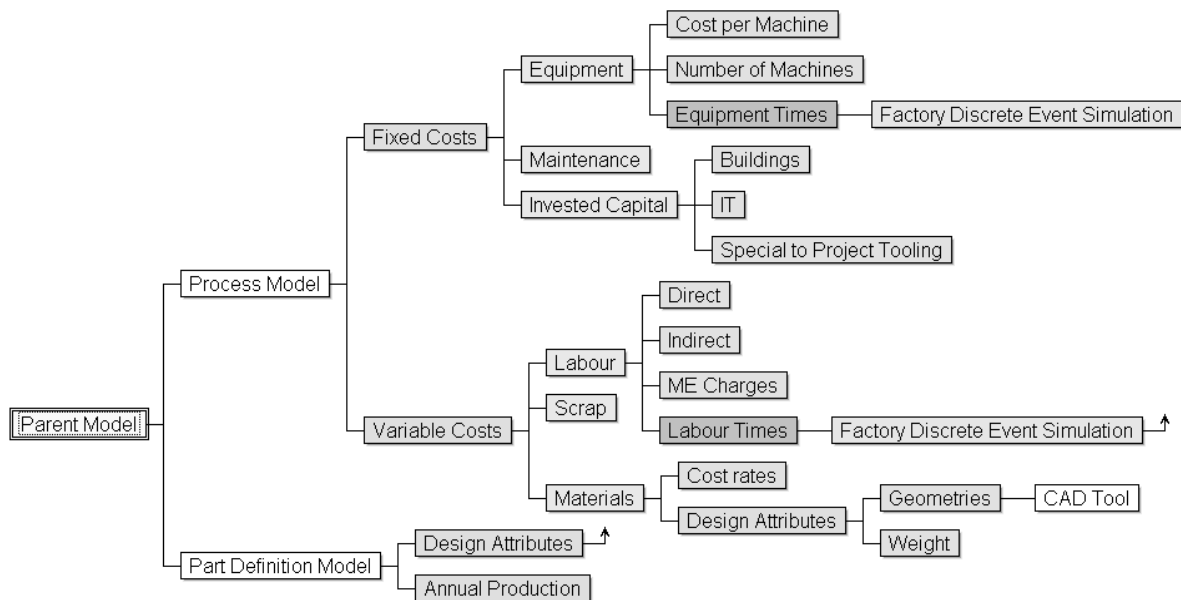 Cost per Machine
Equipment
Number of Machines
Equipment Times
Factory Discrete Event Simulation
Fixed Costs
Maintenance
Buildings
Invested Capital
IT
Special to Project Tooling
Process Model
Direct
Indirect
Labour
ME Charges
Scrap
Parent Model
Variable Costs
Labour Times
Factory Discrete Event Simulation
Cost rates
Materials
Geometries
CAD Tool
Design Attributes
Weight
Design Attributes
Part Definition Model
Annual Production